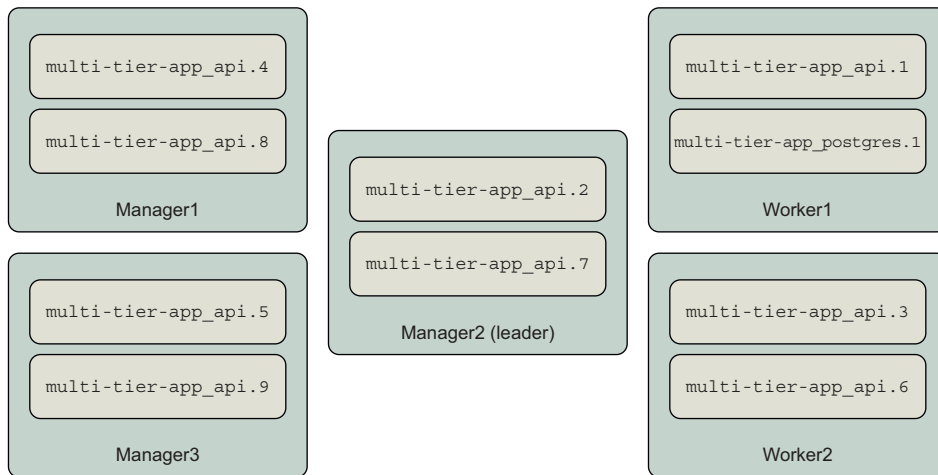 multi-tier-app_api.4
multi-tier-app_api.8
Manager1
multi-tier-app_api.5
multi-tier-app_api.9
Manager3
multi-tier-app_api.2
multi-tier-app_api.7
Manager2 (leader)
multi-tier-app_api.1
multi-tier-app_postgres.1
Worker1
multi-tier-app_api.3
multi-tier-app_api.6
Worker2